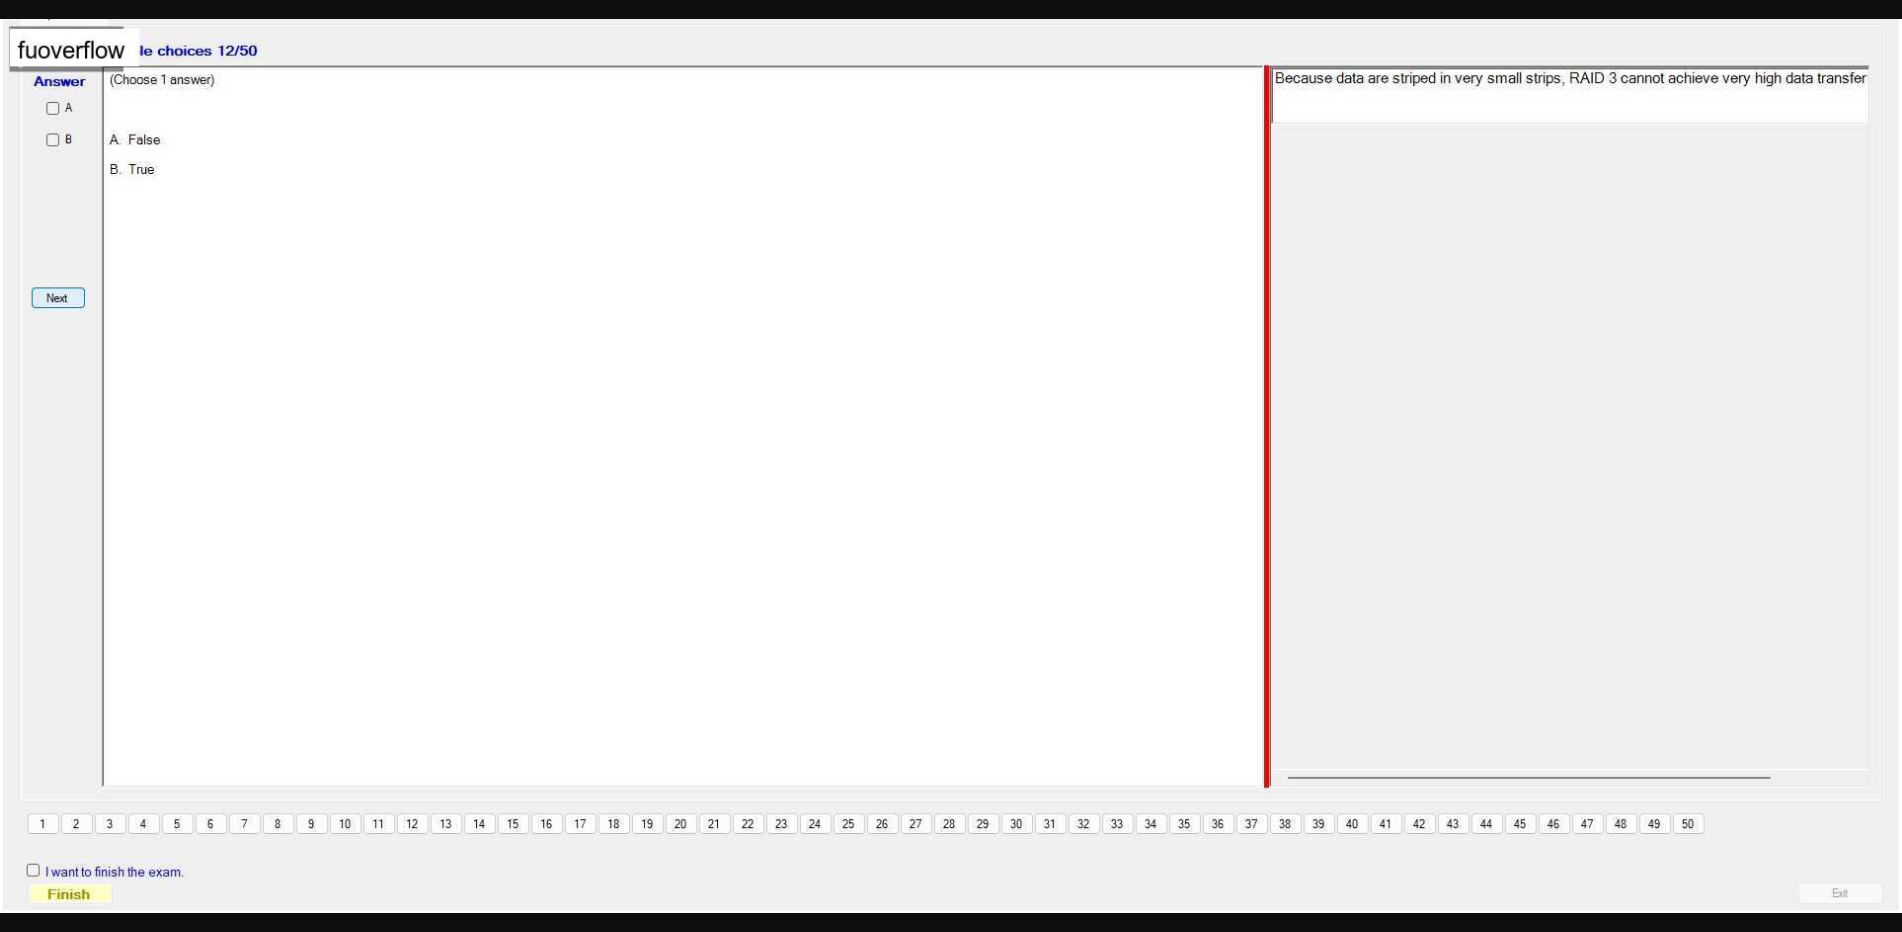 fuoverflow
le choices 12/50
Answer
(Choose 1 answer)
A
B
A. False
B. True
Next
Because data are striped in very small strips, RAID 3 cannot achieve very high data transfer
1 2 3 4 5 6 7 8 9 10 11 12 13 14 15 16 17 18 19 20 21 22 23 24 25 26 27 28 29 30 31 32 33 34 35 36 37 38 39 40 41 42 43 44 45 46 47 48 49 50
I want to finish the exam.
Finish
Exit